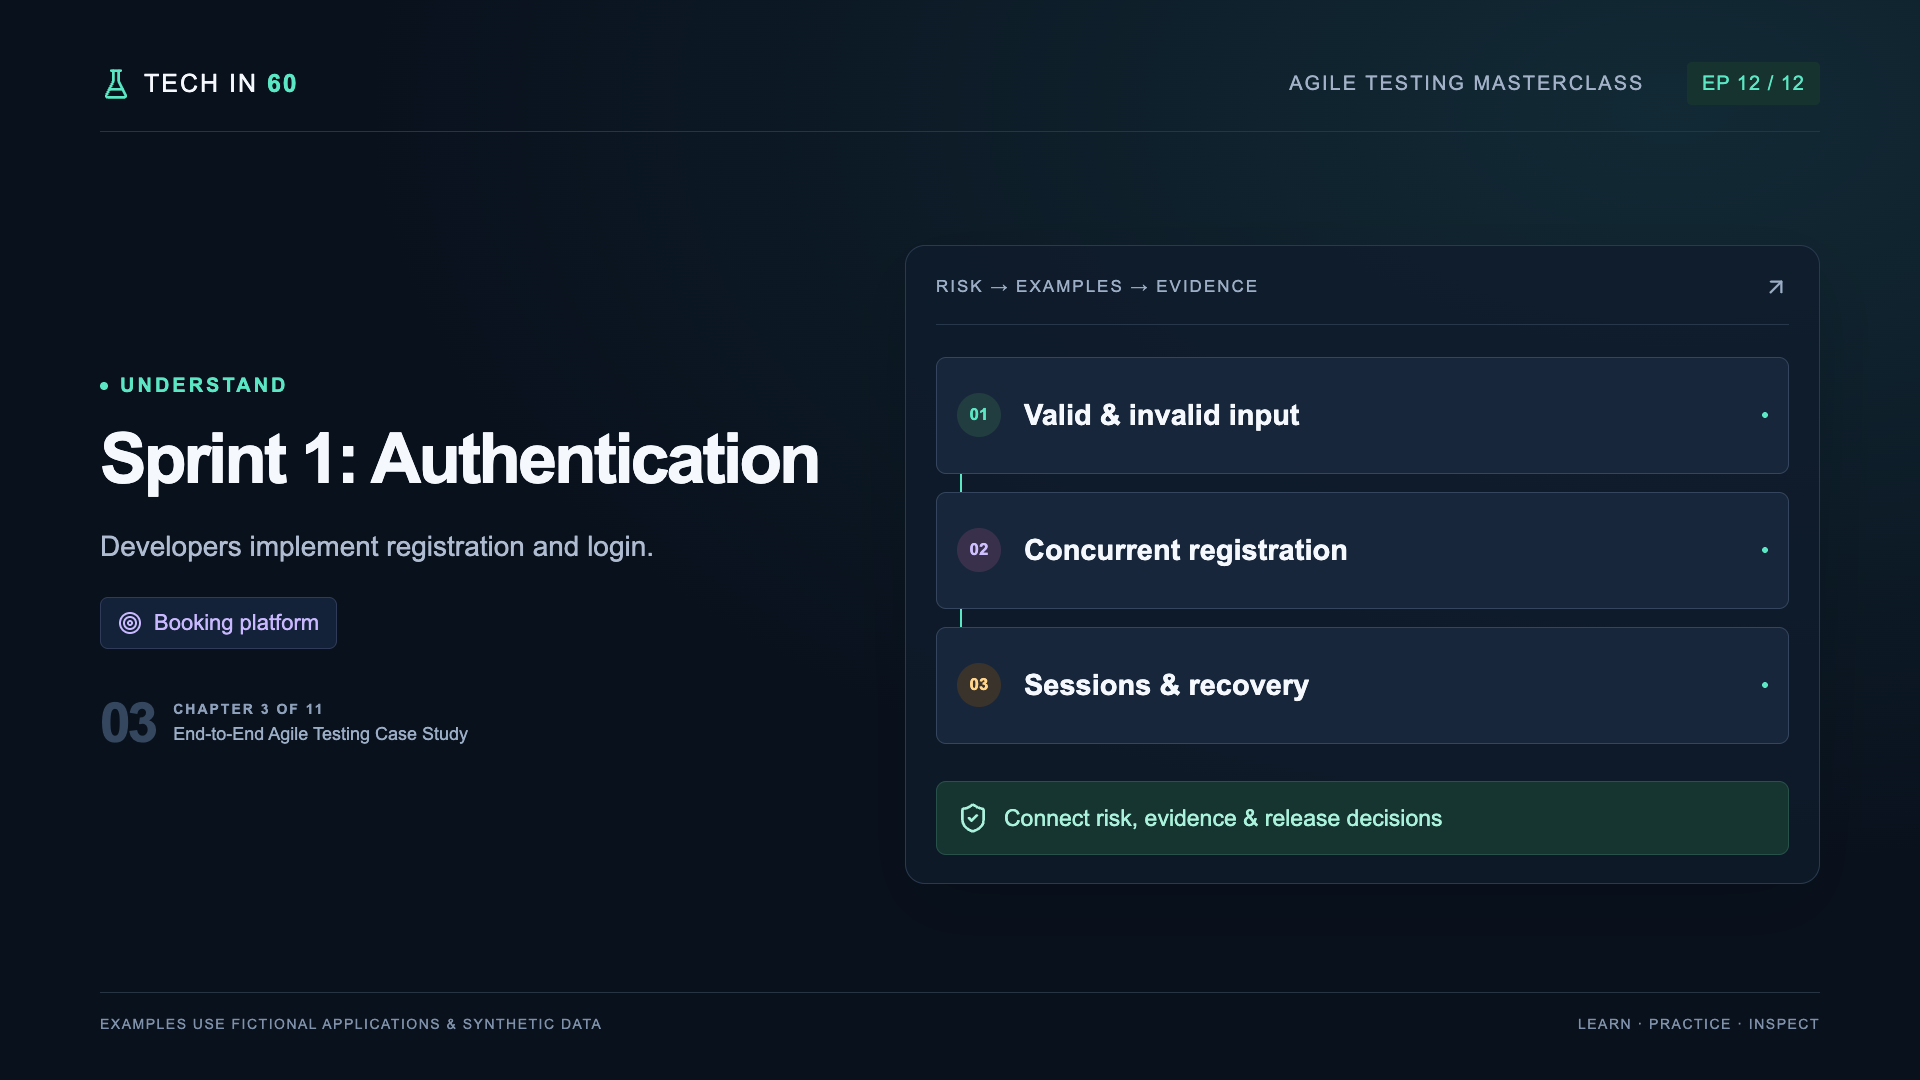 TECH IN 60
AGILE TESTING MASTERCLASS
EP 12 / 12
UNDERSTAND
Sprint 1: Authentication
Developers implement registration and login.
Booking platform
03
CHAPTER 3 OF 11
End-to-End Agile Testing Case Study
RISK → EXAMPLES → EVIDENCE
01
Valid & invalid input
02
Concurrent registration
03
Sessions & recovery
Connect risk, evidence & release decisions
EXAMPLES USE FICTIONAL APPLICATIONS & SYNTHETIC DATA
LEARN · PRACTICE · INSPECT